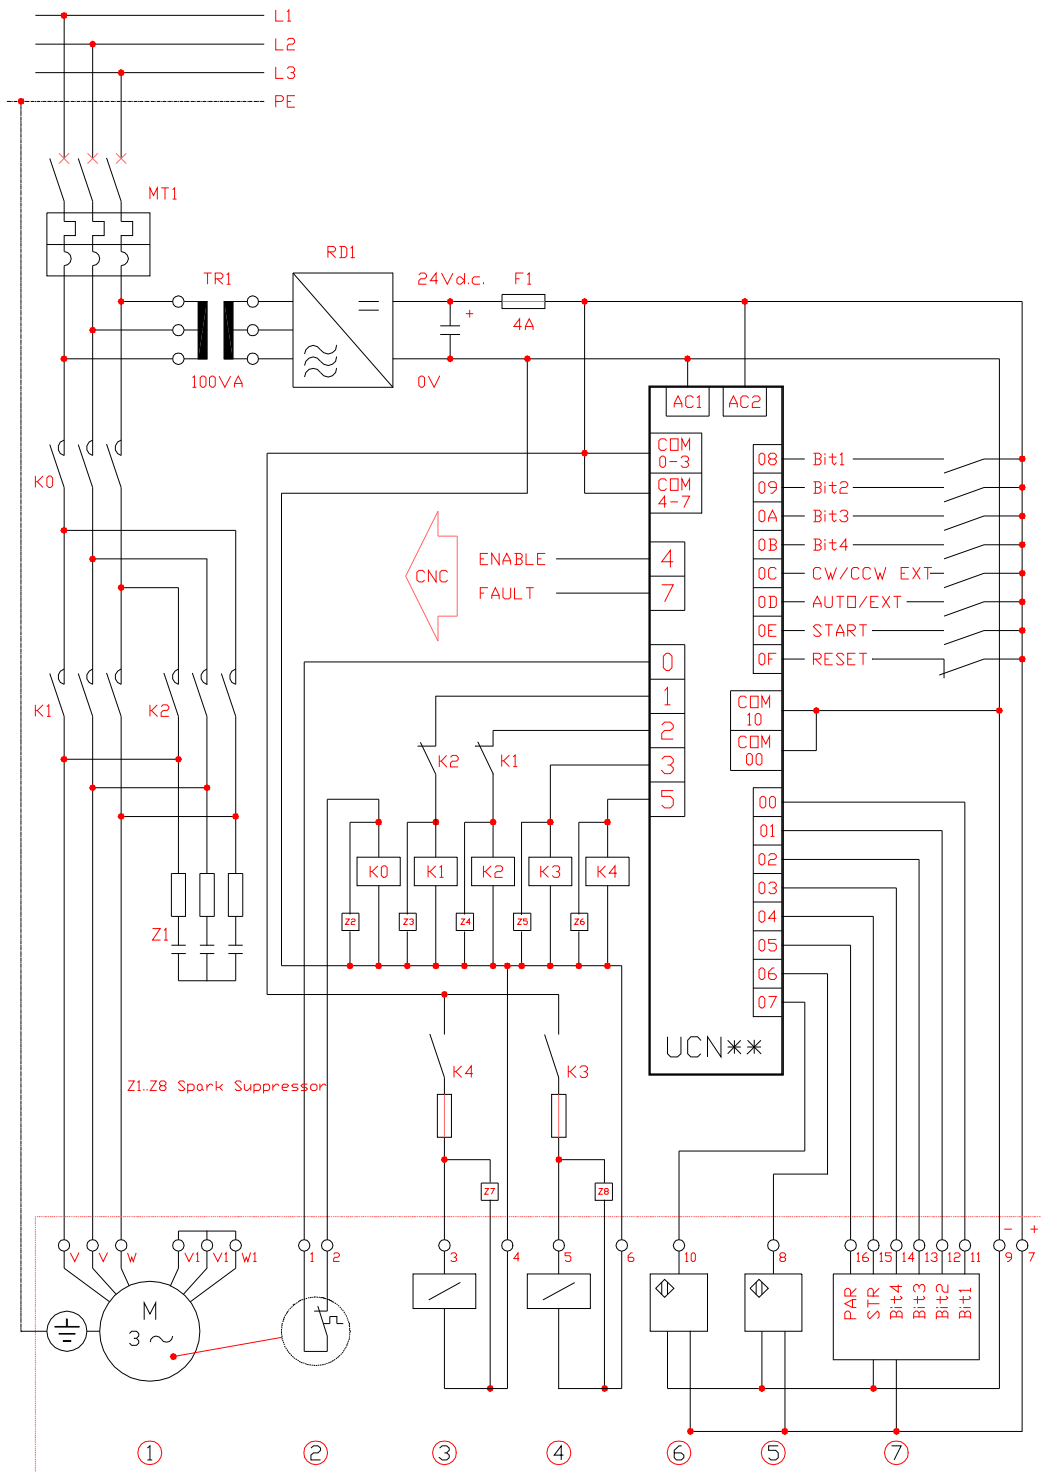 L1
L2
L3
PE
MT1
RD1
TR1
24Vd.c.
F1
+
4A
100VA
0V
AC1
AC2
COM
0-3
COM
4-7
08
Bit1
09
Bit2
0A
Bit3
0B
Bit4
0C
CW/CCW EXT
0D
AUTO/EXT
0E
START
0F
RESET
K0
CNC
ENABLE
4
FAULT
7
0
1
2
3
5
K1
K2
K2
K1
COM
10
COM
00
00
01
02
03
04
05
06
07
K0
K1
K2
K3
K4
Z2
Z3
Z4
Z5
Z6
Z1
UCN**
K4
K3
Z1..Z8 Spark Suppressor
Z7
Z8
- +
V
V
W
V1
V1
W1
1
2
3
4
5
6
10
8
16
15
14
13
12
11
9
7
M
3~
PAR
STR
Bit4
Bit3
Bit2
Bit1
1
2
3
4
6
5
7